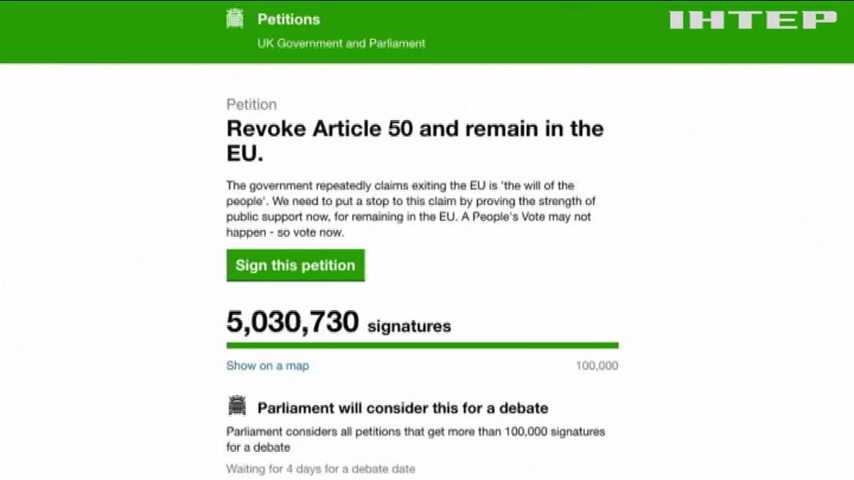 Petitions
UK Government and Parliament
ІНТЕР
Petition
Revoke Article 50 and remain in the
EU.
The government repeatedly claims exiting the EU is 'the will of the
people'. We need to put a stop to this claim by proving the strength of
public support now, for remaining in the EU. A People's Vote may not
happen - so vote now.
Sign this petition
5,030,730 signatures
Show on a map 100,000
Parliament will consider this for a debate
Parliament considers all petitions that get more than 100,000 signatures
for a debate
Waiting for 4 days for a debate date